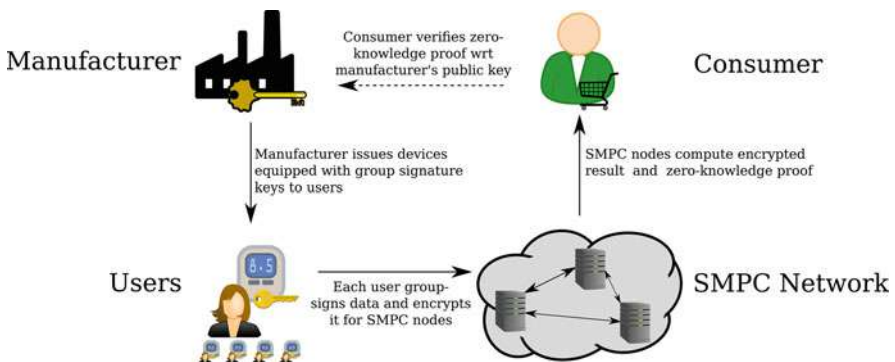 Manufacturer
Consumer verifies zero-
knowledge proof wrt
manufacturer's public key
Consumer
Manufacturer issues devices
equipped with group signature
keys to users
SMPC nodes compute encrypted
result and zero-knowledge proof
Users
8.5
Each user group-
signs data and encrypts
it for SMPC nodes
SMPC Network